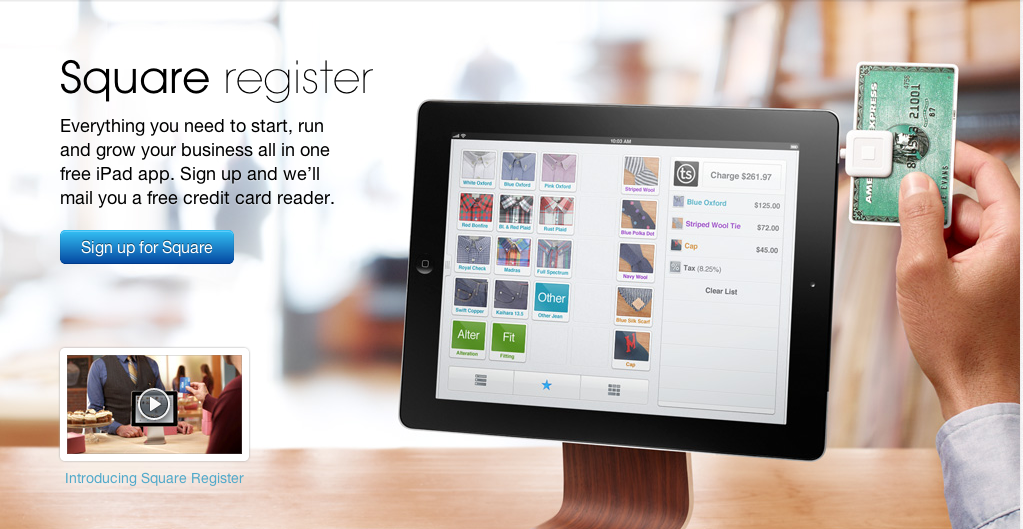 Square register
Everything you need to start, run
and grow your business all in one
free iPad app. Sign up and we'll
mail you a free credit card reader.
Sign up for Square
Introducing Square Register
10:02 AM
White Oxford
Blue Oxford
Pink Oxford
Red Bonfire
Bl. & Red Plaid
Rust Plaid
Royal Check
Madras
Full Spectrum
Swift Copper
Kaihara 13.5
Other
Other Jean
Alter
Alteration
Fit
Fitting
Striped Wool
Blue Polka Dot
Navy Wool
Blue Silk Scarf
M
Cap
ts
Charge $261.97
Blue Oxford $125.00
Striped Wool Tie $72.00
Cap $45.00
Tax (8.25%)
Clear List
21001
87
EVANS